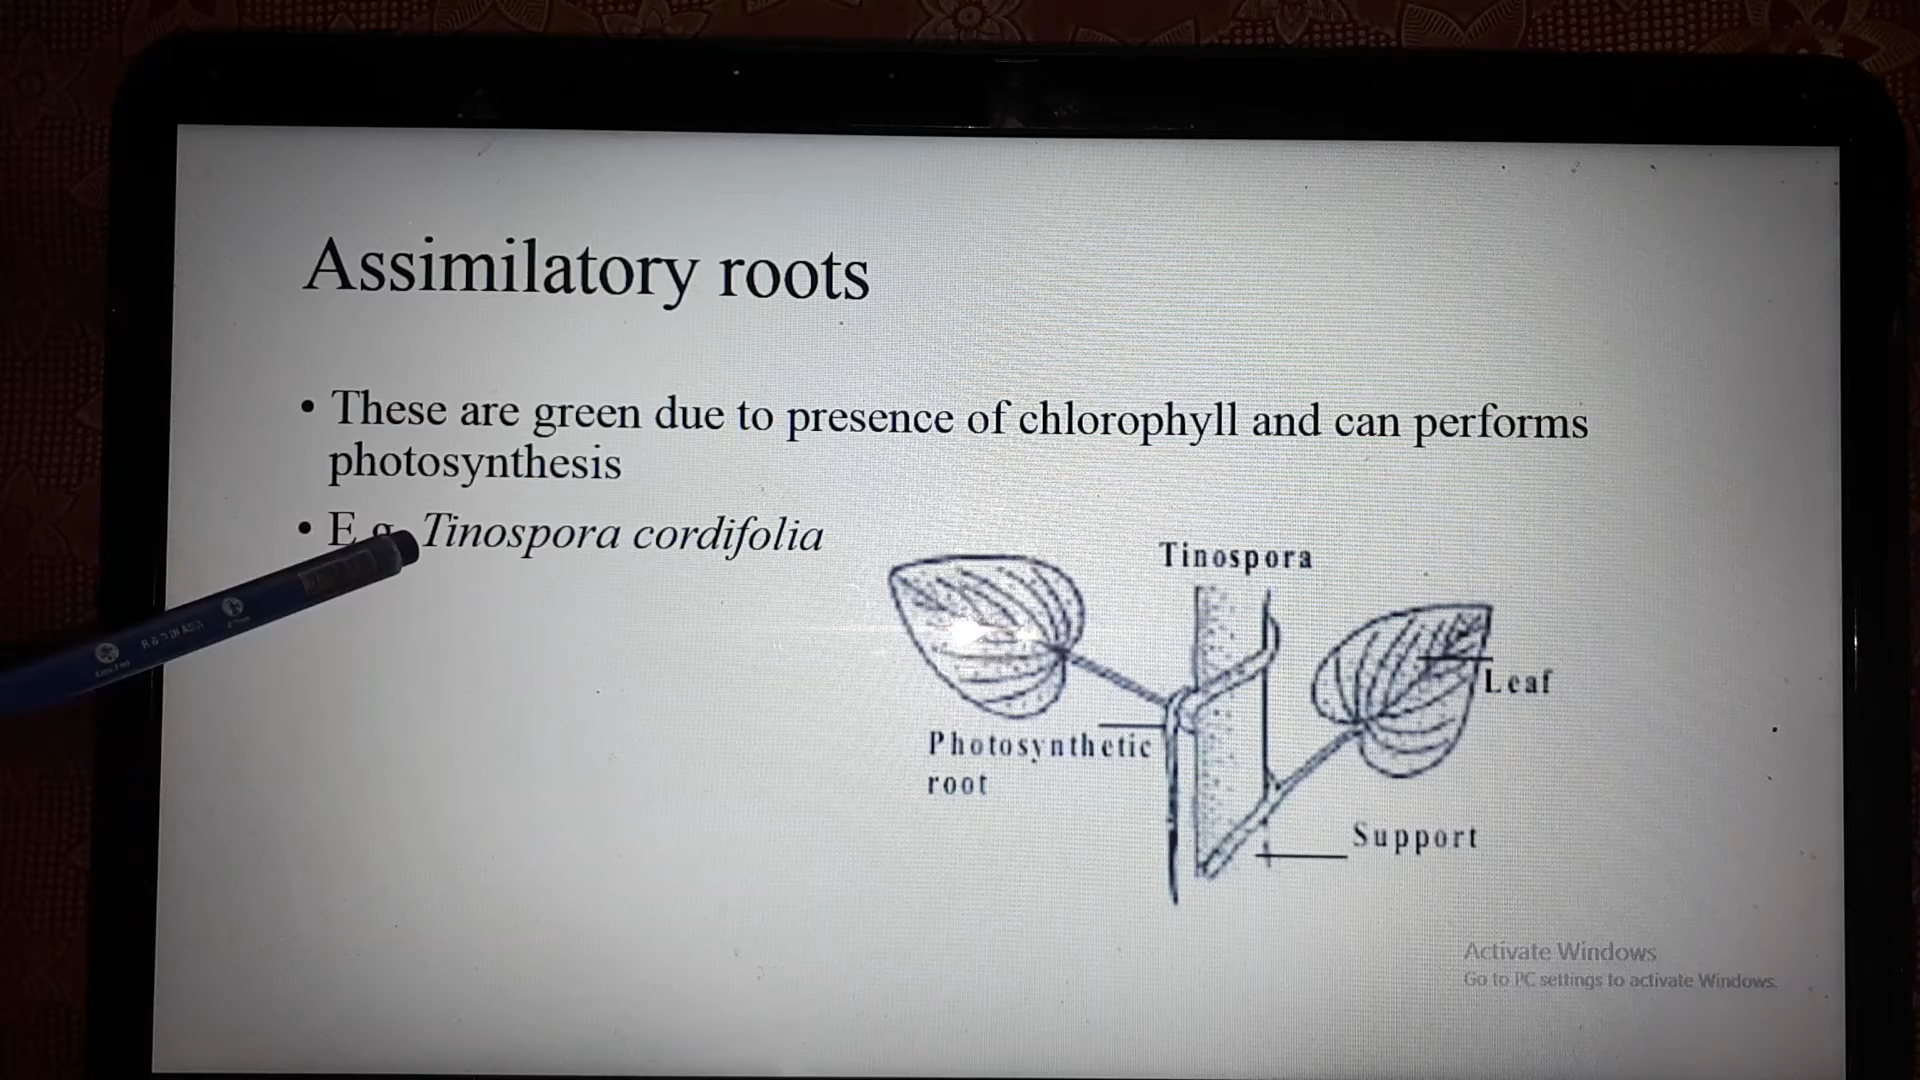 Assimilatory roots
• These are green due to presence of chlorophyll and can performs
photosynthesis
• E.g. Tinospora cordifolia
Tinospora
Leaf
Photosynthetic
root
Support
Activate Windows
Go to PC settings to activate Windows.